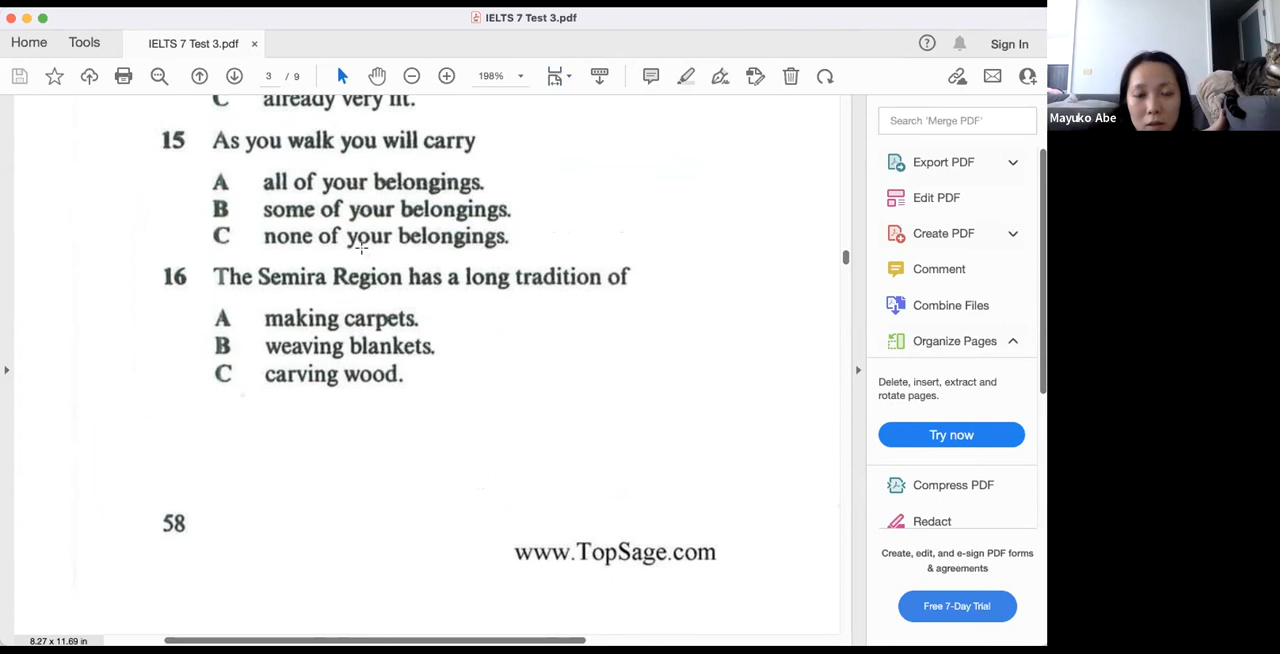 IELTS 7 Test 3.pdf
Home
Tools
IELTS 7 Test 3.pdf
Sign In
3 / 9
198%
C already very fit.
15 As you walk you will carry
A all of your belongings.
B some of your belongings.
C none of your belongings.
16 The Semira Region has a long tradition of
A making carpets.
B weaving blankets.
C carving wood.
58
www.TopSage.com
8.27 x 11.69 in
Search 'Merge PDF'
Export PDF
Edit PDF
Create PDF
Comment
Combine Files
Organize Pages
Delete, insert, extract and
rotate pages.
Try now
Compress PDF
Redact
Create, edit, and e-sign PDF forms
& agreements
Free 7-Day Trial
Mayuko Abe